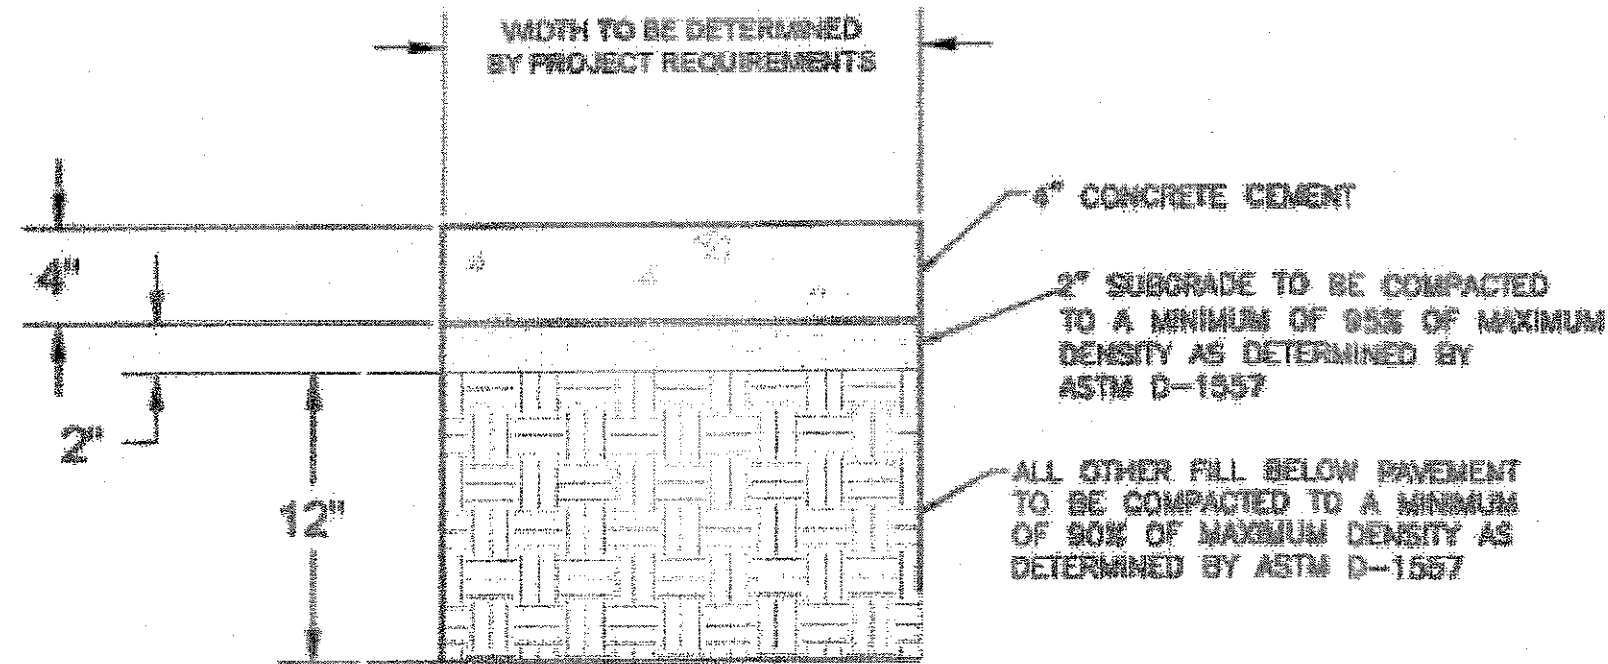 WIDTH TO BE DETERMINED
BY PROJECT REQUIREMENTS
4" CONCRETE CEMENT
4"
2" SUBGRADE TO BE COMPACTED
TO A MINIMUM OF 95% OF MAXIMUM
DENSITY AS DETERMINED BY
ASTM D-1557
2"
12"
ALL OTHER FILL BELOW PAVEMENT
TO BE COMPACTED TO A MINIMUM
OF 90% OF MAXIMUM DENSITY AS
DETERMINED BY ASTM D-1557